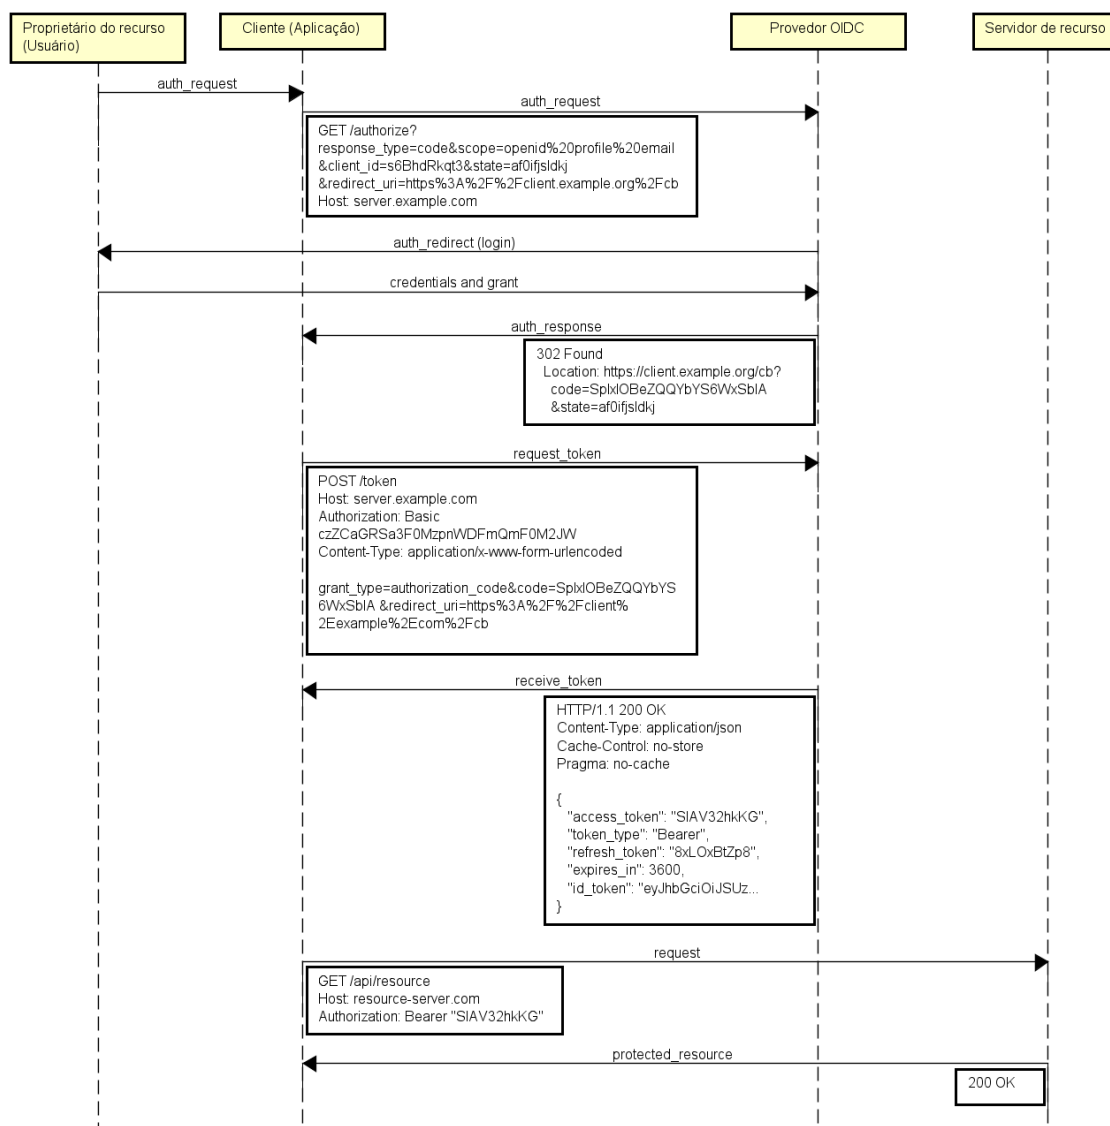 Proprietário do recurso
(Usuário)
Cliente (Aplicação)
Provedor OIDC
Servidor de recurso
auth_request
auth_request
GET /authorize?
response_type=code&scope=openid%20profile%20email
&client_id=s6BhdRkqt3&state=af0ifjsldkj
&redirect_uri=https%3A%2F%2Fclient.example.org%2Fcb
Host: server.example.com
auth_redirect (login)
credentials and grant
auth_response
302 Found
Location: https://client.example.org/cb?
code=SplxlOBeZQQYbYS6WxSbIA
&state=af0ifjsldkj
request_token
POST /token
Host: server.example.com
Authorization: Basic
czZCaGRSa3F0MzpnWDFmQmF0M2JW
Content-Type: application/x-www-form-urlencoded
grant_type=authorization_code&code=SplxlOBeZQQYbYS
6WxSbIA &redirect_uri=https%3A%2F%2Fclient%
2Eexample%2Ecom%2Fcb
receive_token
HTTP/1.1 200 OK
Content-Type: application/json
Cache-Control: no-store
Pragma: no-cache
{
"access_token": "SlAV32hkKG",
"token_type": "Bearer",
"refresh_token": "8xLOxBtZp8",
"expires_in": 3600,
"id_token": "eyJhbGciOiJSUz...
}
request
GET /api/resource
Host: resource-server.com
Authorization: Bearer "SlAV32hkKG"
protected_resource
200 OK